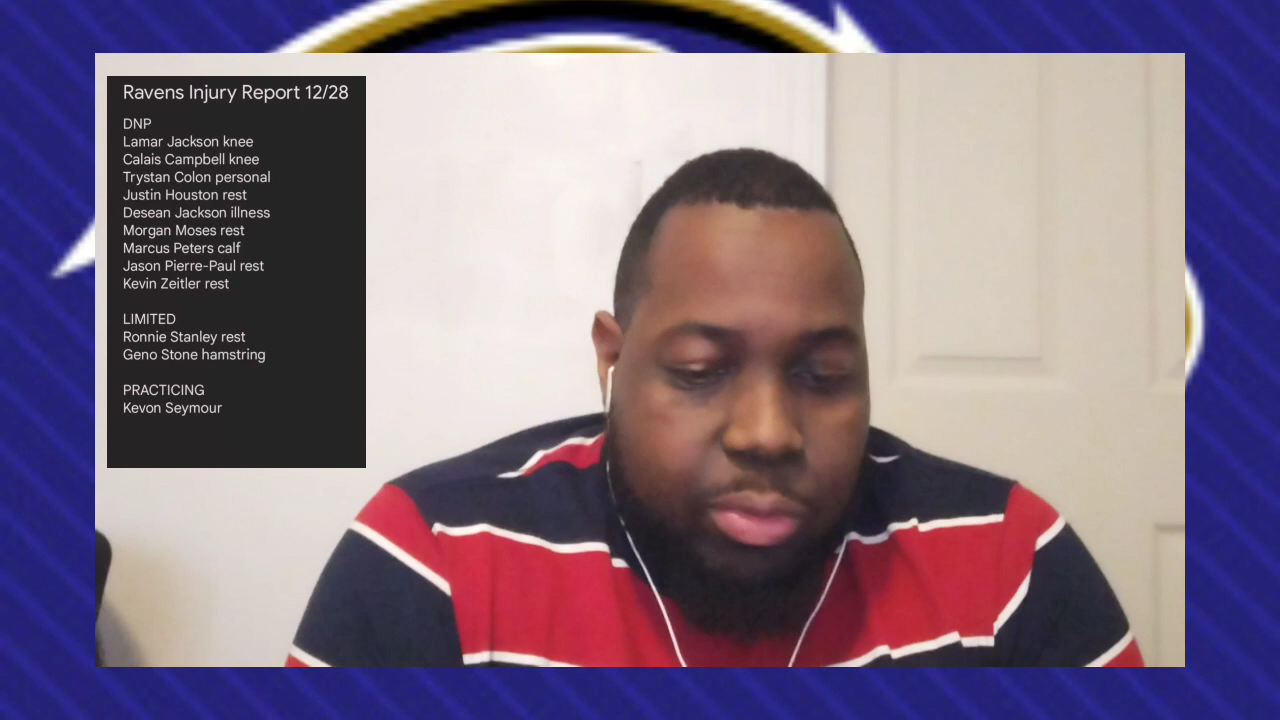 Ravens Injury Report 12/28
DNP
Lamar Jackson knee
Calais Campbell knee
Trystan Colon personal
Justin Houston rest
Desean Jackson illness
Morgan Moses rest
Marcus Peters calf
Jason Pierre-Paul rest
Kevin Zeitler rest
LIMITED
Ronnie Stanley rest
Geno Stone hamstring
PRACTICING
Kevon Seymour